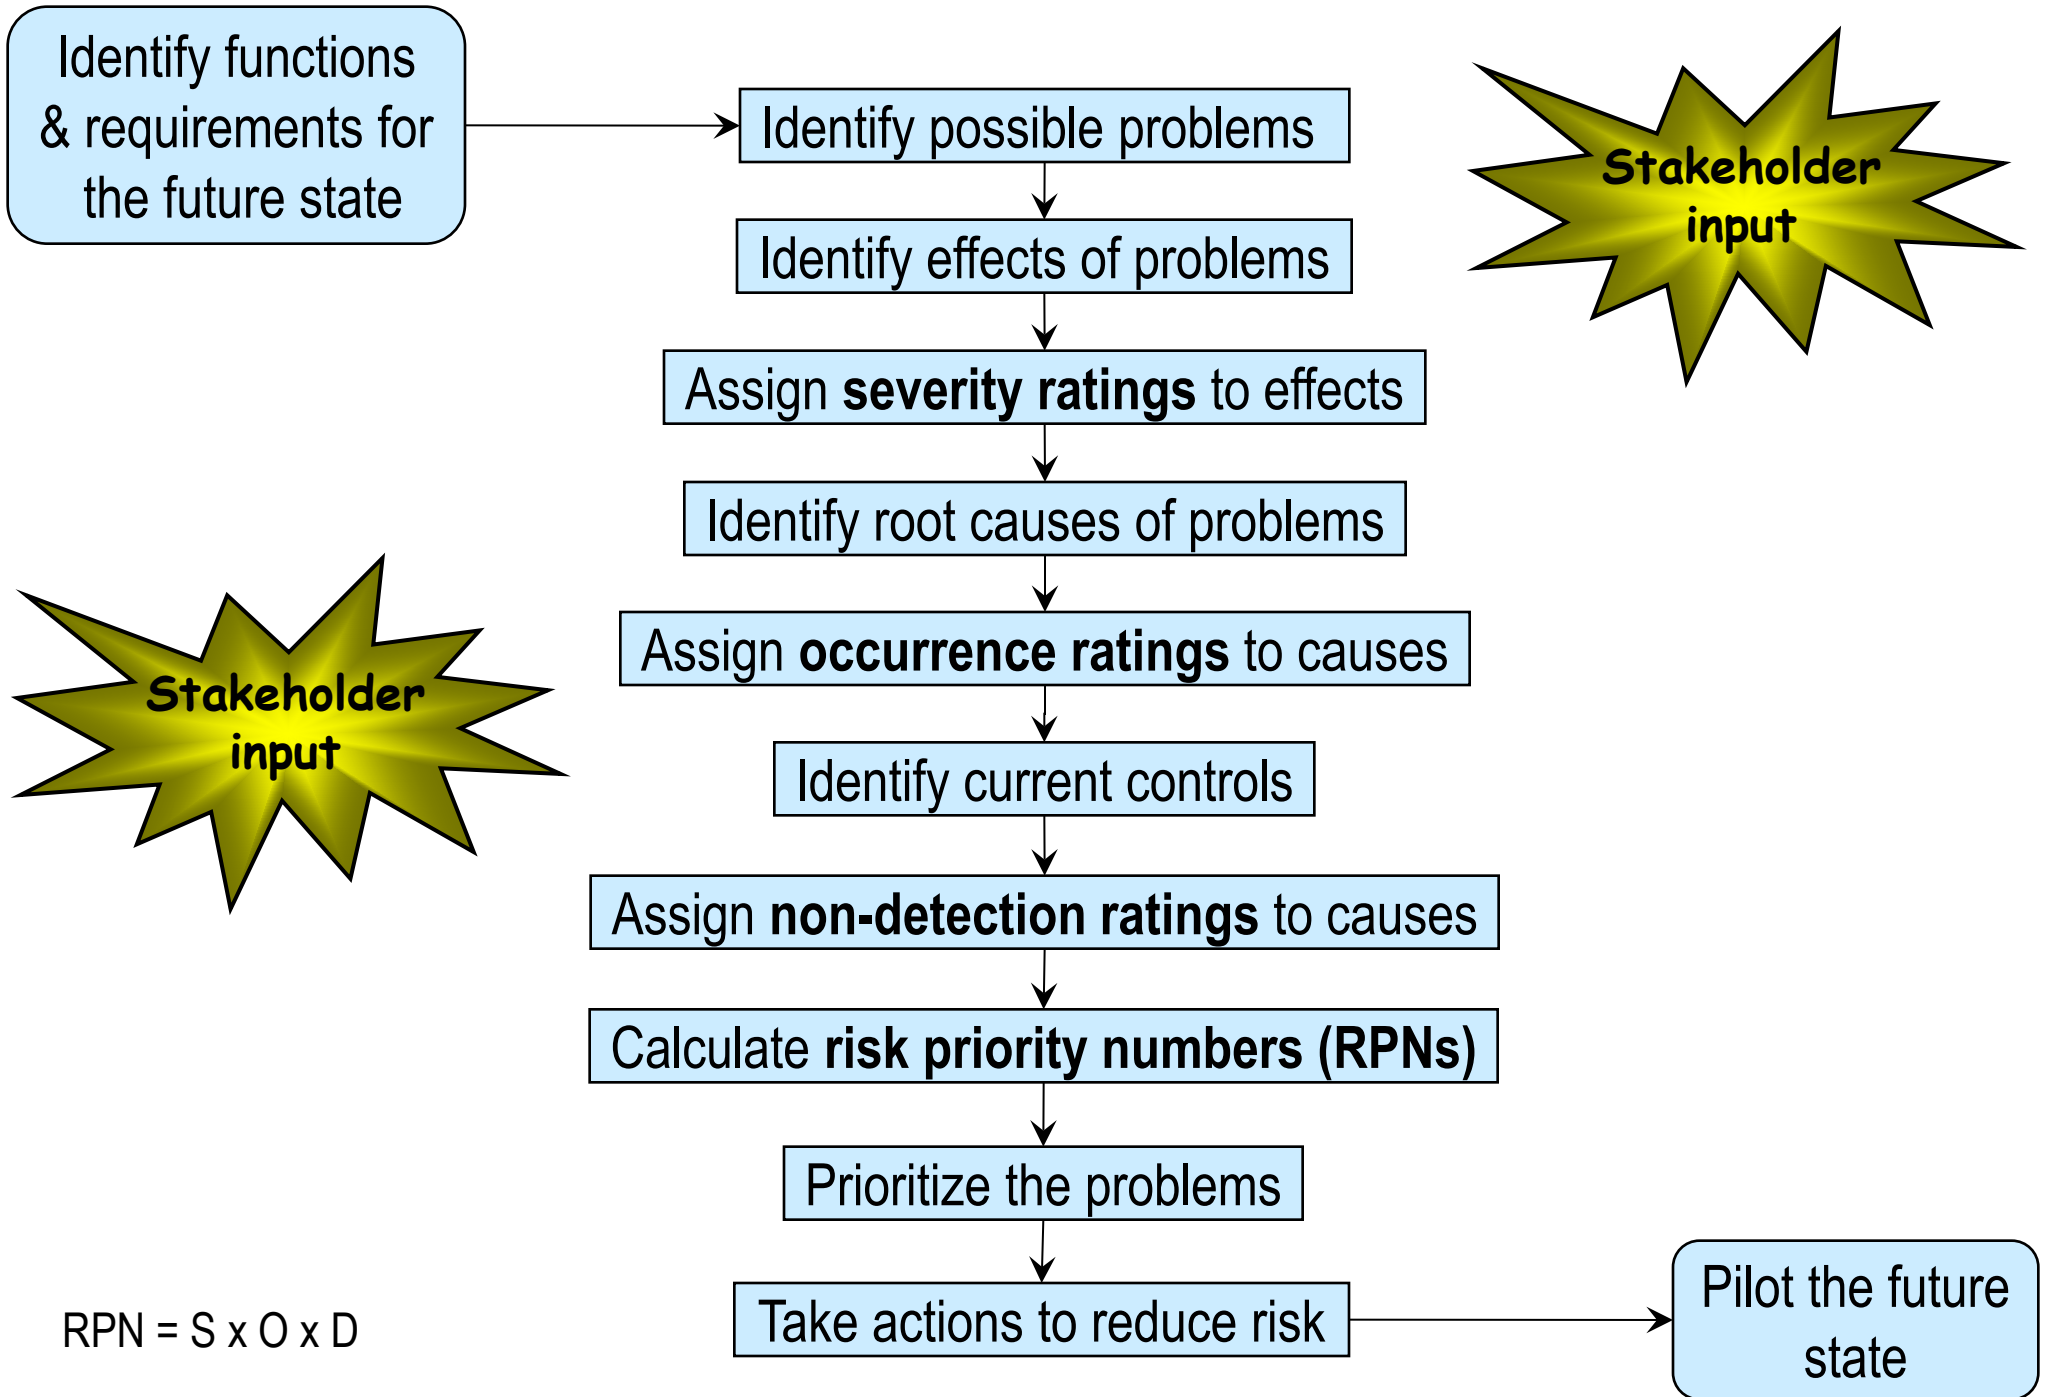 Identify functions
& requirements for
the future state
Identify possible problems
Stakeholder
input
Identify effects of problems
Assign severity ratings to effects
Identify root causes of problems
Assign occurrence ratings to causes
Stakeholder
input
Identify current controls
Assign non-detection ratings to causes
Calculate risk priority numbers (RPNs)
Prioritize the problems
Take actions to reduce risk
Pilot the future
state
RPN = S x O x D